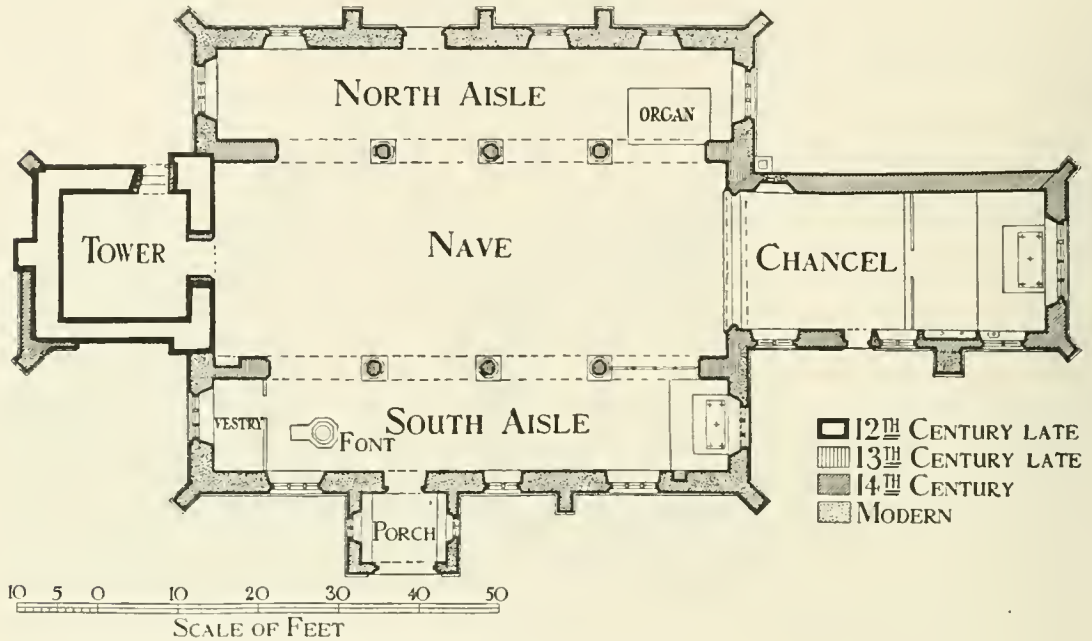 NORTH AISLE
ORGAN
TOWER
NAVE
CHANCEL
VESTRY
FONT
SOUTH AISLE
PORCH
12TH CENTURY LATE
13TH CENTURY LATE
14TH CENTURY
MODERN
10 5 0 10 20 30 40 50
SCALE OF FEET